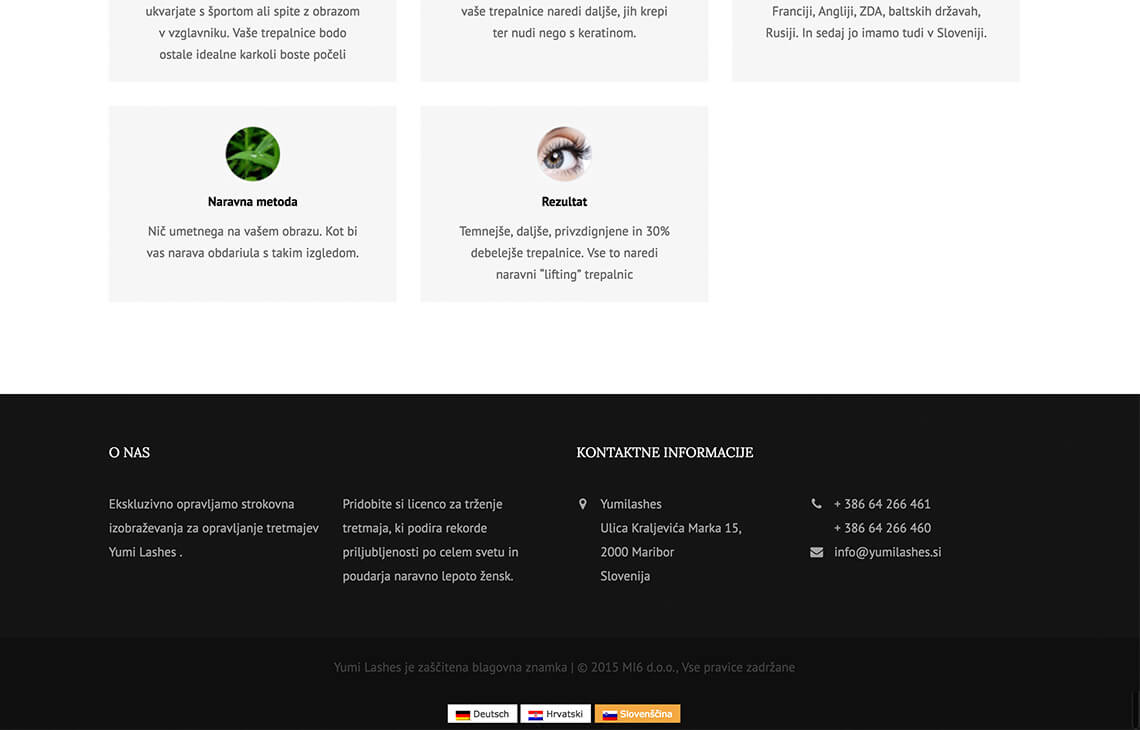 ukvarjate s športom ali spite z obrazom
v vzglavniku. Vaše trepalnice bodo
ostale idealne karkoli boste počeli
vaše trepalnice naredi daljše, jih krepi
ter nudi nego s keratinom.
Franciji, Angliji, ZDA, baltskih državah,
Rusiji. In sedaj jo imamo tudi v Sloveniji.
Naravna metoda
Nič umetnega na vašem obrazu. Kot bi
vas narava obdariula s takim izgledom.
Rezultat
Temnejše, daljše, privzdignjene in 30%
debelejše trepalnice. Vse to naredi
naravni “lifting” trepalnic
O NAS
Ekskluzivno opravljamo strokovna
izobraževanja za opravljanje tretmajev
Yumi Lashes .
Pridobite si licenco za trženje
tretmaja, ki podira rekorde
priljubljenosti po celem svetu in
poudarja naravno lepoto žensk.
KONTAKTNE INFORMACIJE
Yumilashes
Ulica Kraljevića Marka 15,
2000 Maribor
Slovenija
+ 386 64 266 461
+ 386 64 266 460
info@yumilashes.si
Yumi Lashes je zaščitena blagovna znamka | © 2015 MI6 d.o.o., Vse pravice zadržane
Deutsch
Hrvatski
Slovenščina